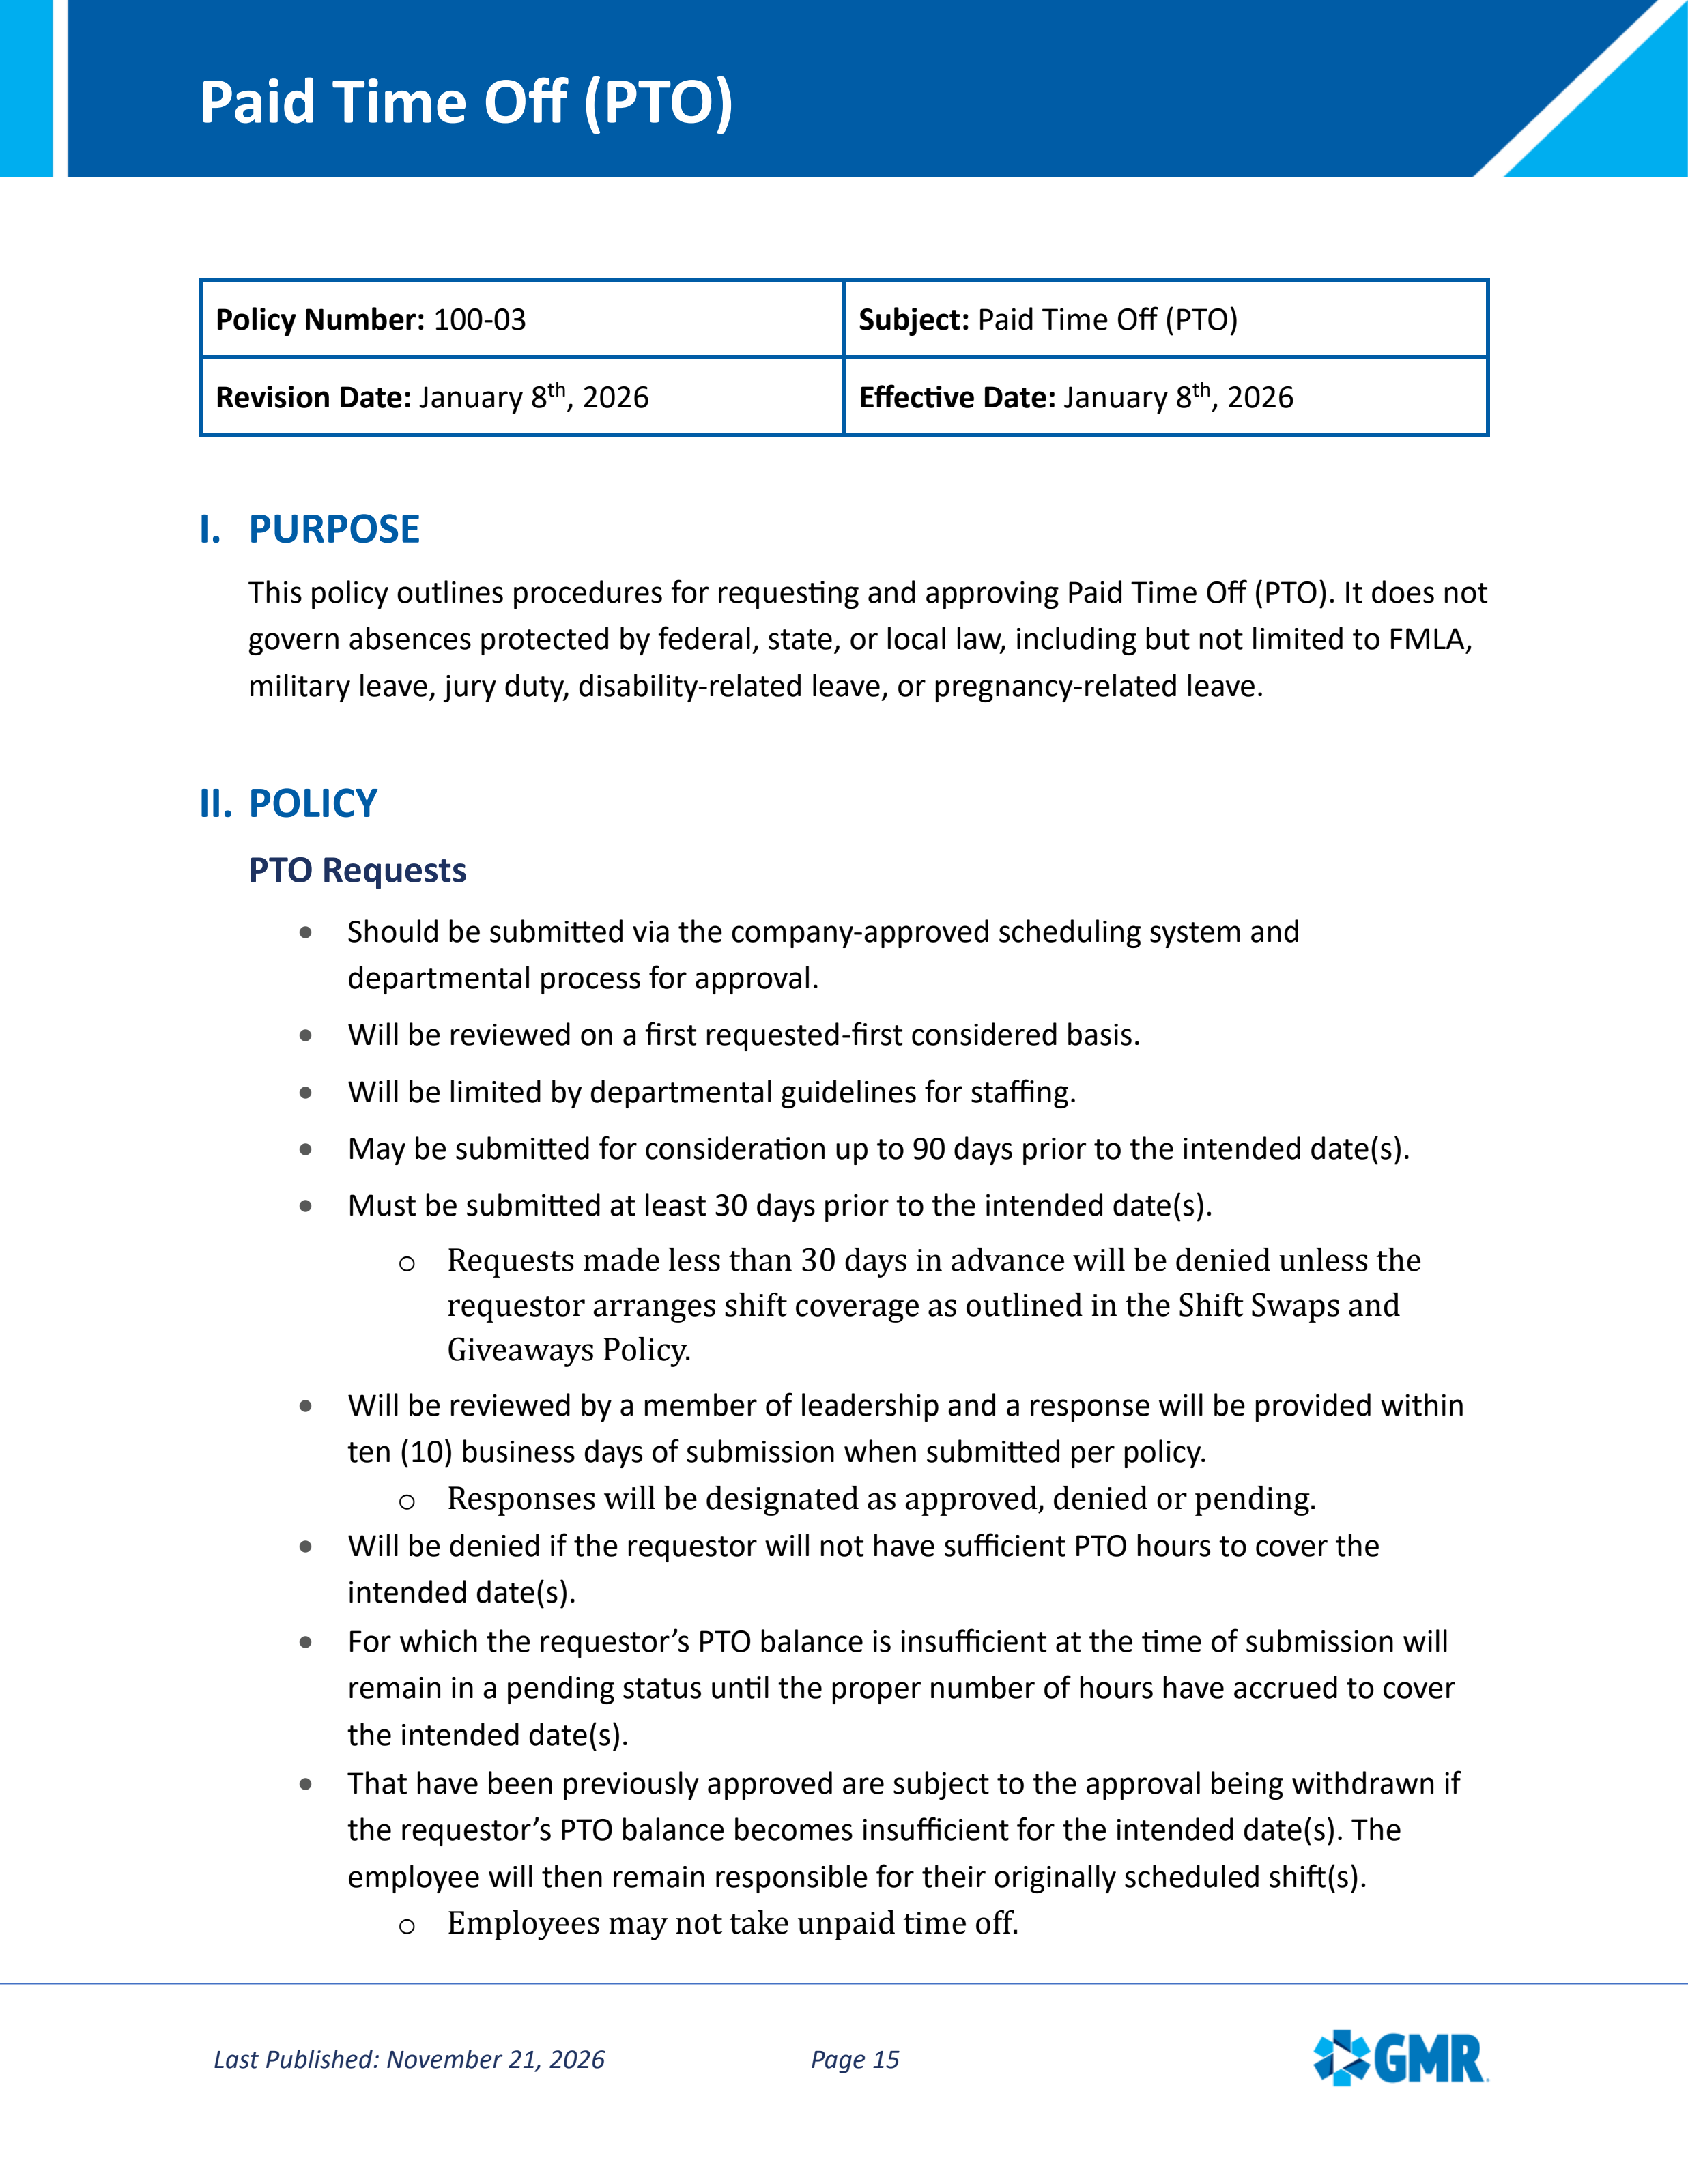 Paid Time Off (PTO)
Policy Number: 100-03
Subject: Paid Time Off (PTO)
Revision Date: January 8th, 2026
Effective Date: January 8th, 2026
I. PURPOSE
This policy outlines procedures for requesting and approving Paid Time Off (PTO). It does not
govern absences protected by federal, state, or local law, including but not limited to FMLA,
military leave, jury duty, disability-related leave, or pregnancy-related leave.
II. POLICY
PTO Requests
• Should be submitted via the company-approved scheduling system and
departmental process for approval.
• Will be reviewed on a first requested-first considered basis.
• Will be limited by departmental guidelines for staffing.
• May be submitted for consideration up to 90 days prior to the intended date(s).
• Must be submitted at least 30 days prior to the intended date(s).
o Requests made less than 30 days in advance will be denied unless the
requestor arranges shift coverage as outlined in the Shift Swaps and
Giveaways Policy.
• Will be reviewed by a member of leadership and a response will be provided within
ten (10) business days of submission when submitted per policy.
o Responses will be designated as approved, denied or pending.
• Will be denied if the requestor will not have sufficient PTO hours to cover the
intended date(s).
• For which the requestor’s PTO balance is insufficient at the time of submission will
remain in a pending status until the proper number of hours have accrued to cover
the intended date(s).
• That have been previously approved are subject to the approval being withdrawn if
the requestor’s PTO balance becomes insufficient for the intended date(s). The
employee will then remain responsible for their originally scheduled shift(s).
o Employees may not take unpaid time off.
Last Published: November 21, 2026
Page 15
GMR